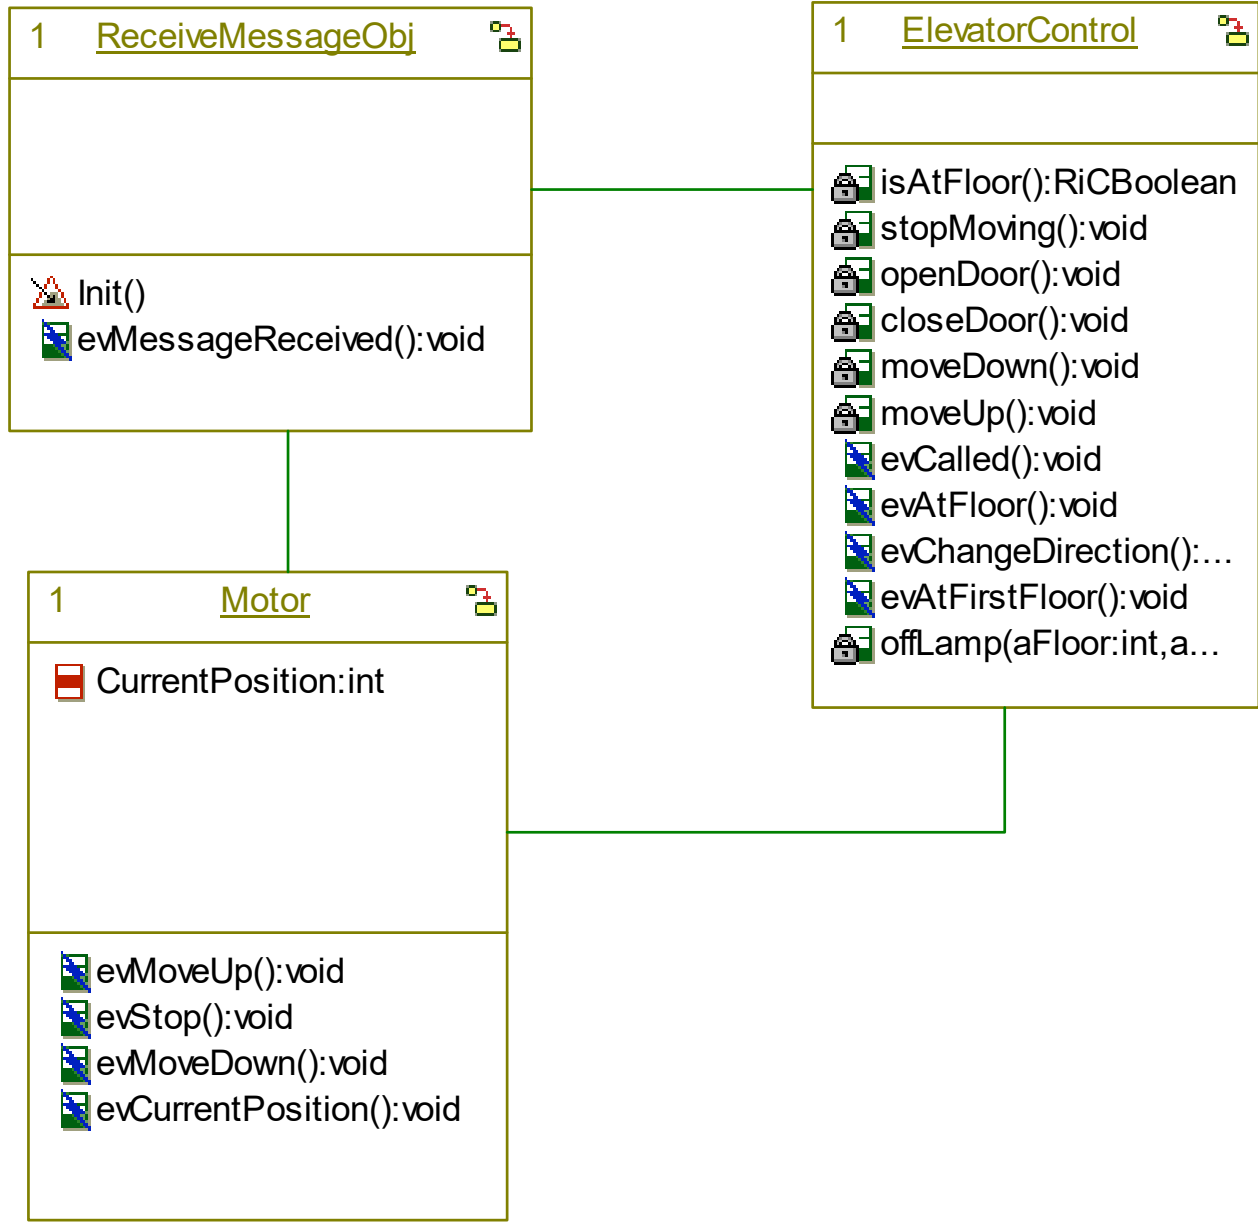 1 ReceiveMessageObj
Init()
evMessageReceived():void
1 ElevatorControl
isAtFloor():RiCBoolean
stopMoving():void
openDoor():void
closeDoor():void
moveDown():void
moveUp():void
evCalled():void
evAtFloor():void
evChangeDirection():...
evAtFirstFloor():void
offLamp(aFloor:int,a...
1 Motor
CurrentPosition:int
evMoveUp():void
evStop():void
evMoveDown():void
evCurrentPosition():void